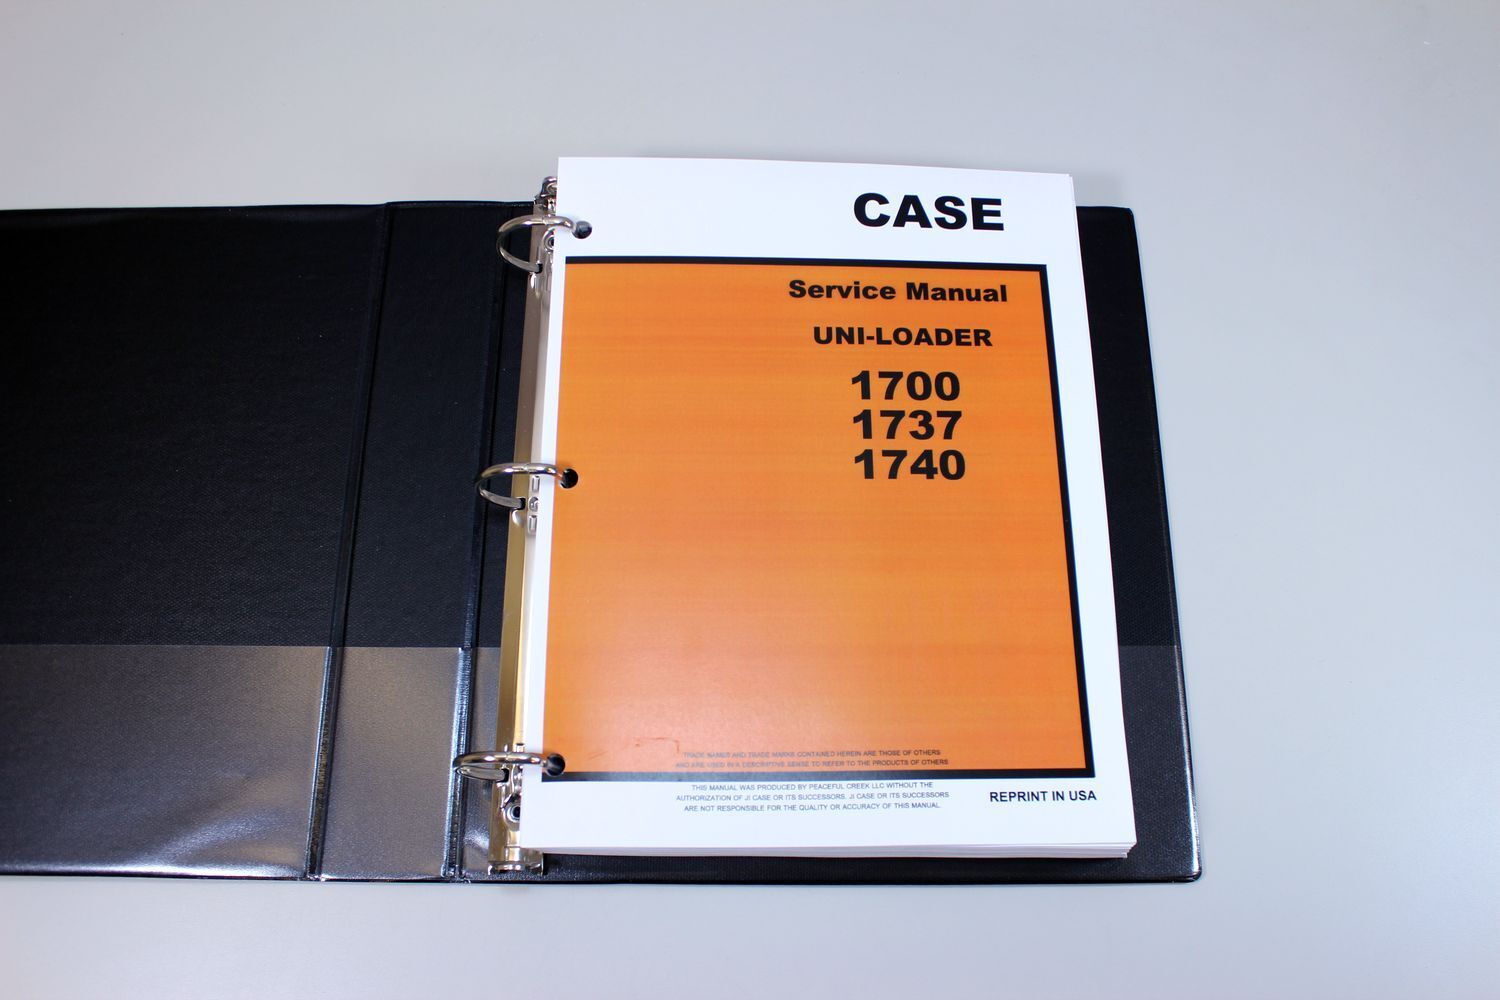 CASE
Service Manual
UNI-LOADER
1700
1737
1740
TRADE NAMES AND TRADE MARKS CONTAINED HEREIN ARE THOSE OF OTHERS
AND ARE USED IN A DESCRIPTIVE SENSE TO REFER TO THE PRODUCTS OF OTHERS
THIS MANUAL WAS PRODUCED BY PEACEFUL CREEK LLC WITHOUT THE
AUTHORIZATION OF JI CASE OR ITS SUCCESSORS. JI CASE OR ITS SUCCESSORS
ARE NOT RESPONSIBLE FOR THE QUALITY OR ACCURACY OF THIS MANUAL.
REPRINT IN USA